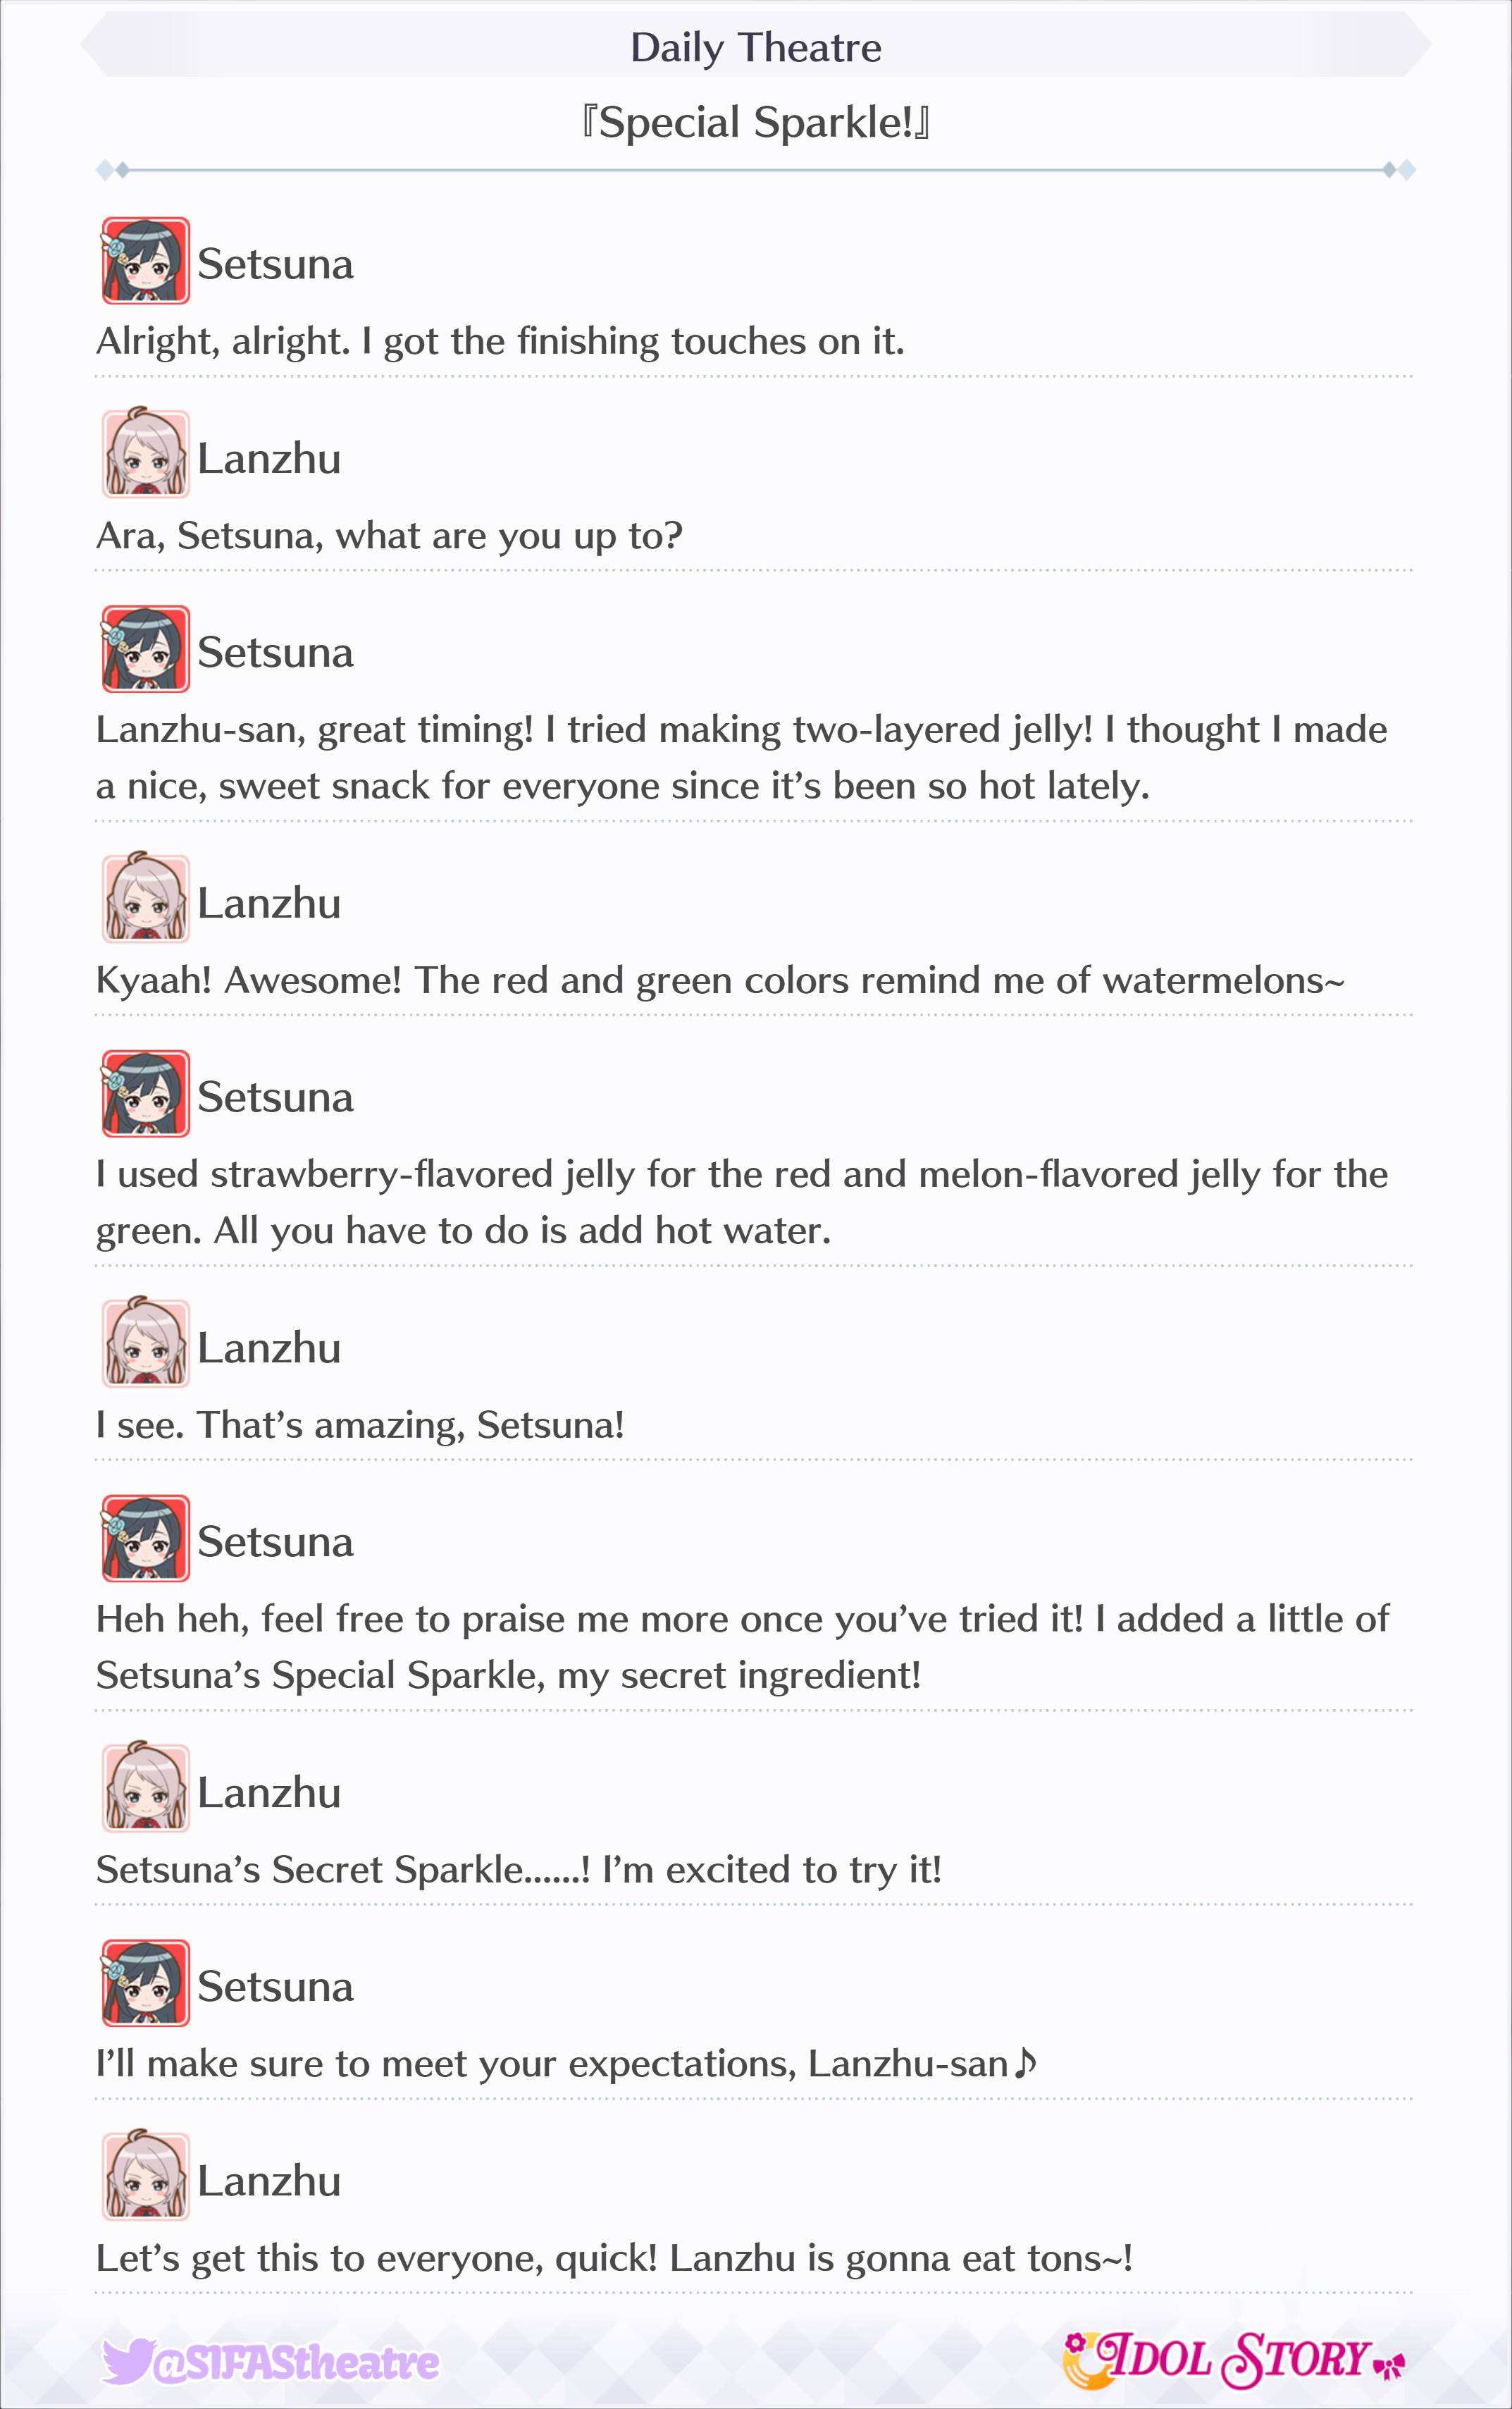 Daily Theatre
『Special Sparkle!』
Setsuna
Alright, alright. I got the finishing touches on it.
Lanzhu
Ara, Setsuna, what are you up to?
Setsuna
Lanzhu-san, great timing! I tried making two-layered jelly! I thought I made
a nice, sweet snack for everyone since it’s been so hot lately.
Lanzhu
Kyaah! Awesome! The red and green colors remind me of watermelons~
Setsuna
I used strawberry-flavored jelly for the red and melon-flavored jelly for the
green. All you have to do is add hot water.
Lanzhu
I see. That’s amazing, Setsuna!
Setsuna
Heh heh, feel free to praise me more once you’ve tried it! I added a little of
Setsuna’s Special Sparkle, my secret ingredient!
Lanzhu
Setsuna’s Secret Sparkle......! I’m excited to try it!
Setsuna
I’ll make sure to meet your expectations, Lanzhu-san♪
Lanzhu
Let’s get this to everyone, quick! Lanzhu is gonna eat tons~!
@SIFAStheatre
IDOL STORY